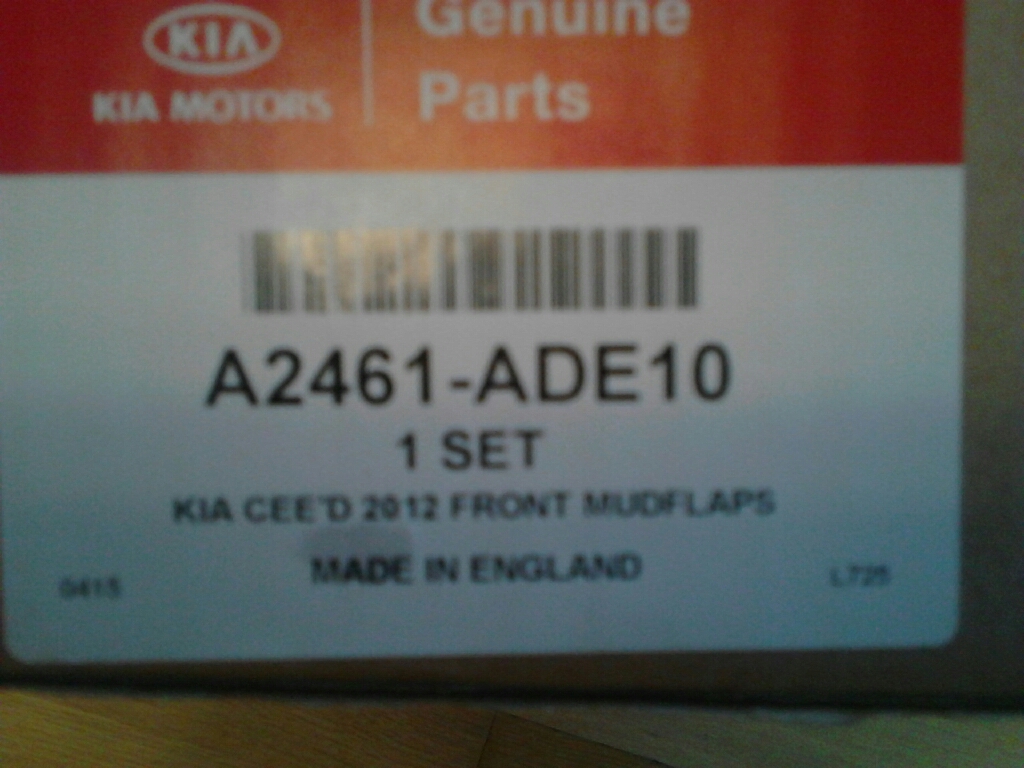 KIA
KIA MOTORS
Genuine
Parts
A2461-ADE10
1 SET
KIA CEE'D 2012 FRONT MUDFLAPS
MADE IN ENGLAND
0415
L725